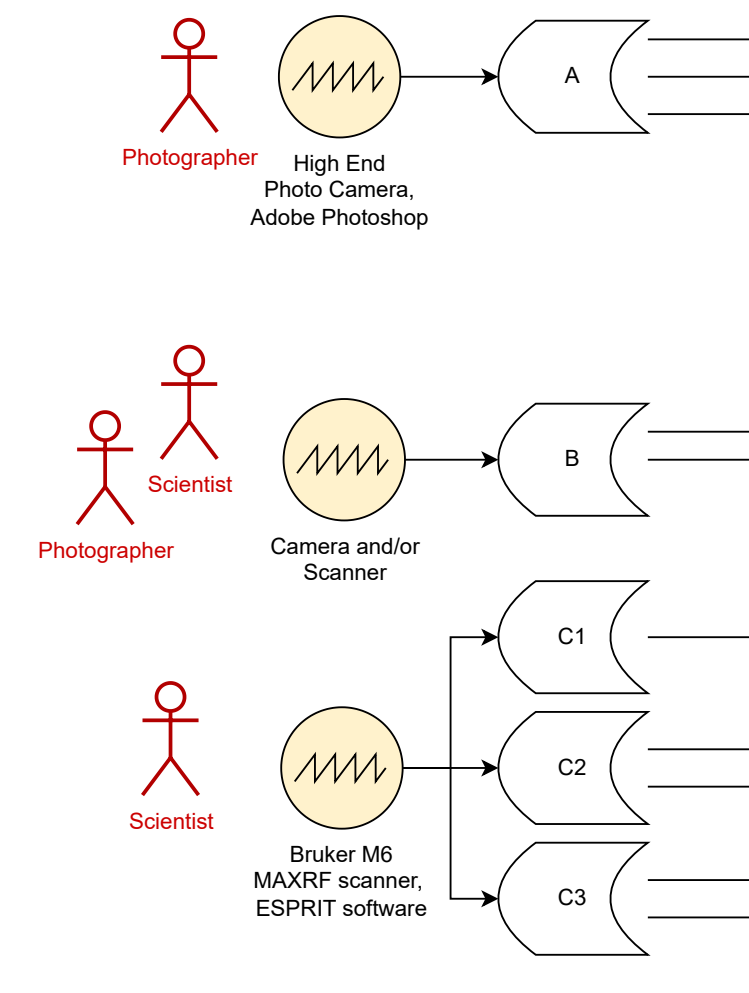 A
Photographer
High End
Photo Camera,
Adobe Photoshop
Scientist
Photographer
B
Camera and/or
Scanner
C1
C2
Scientist
Bruker M6
MAXRF scanner,
ESPRIT software
C3